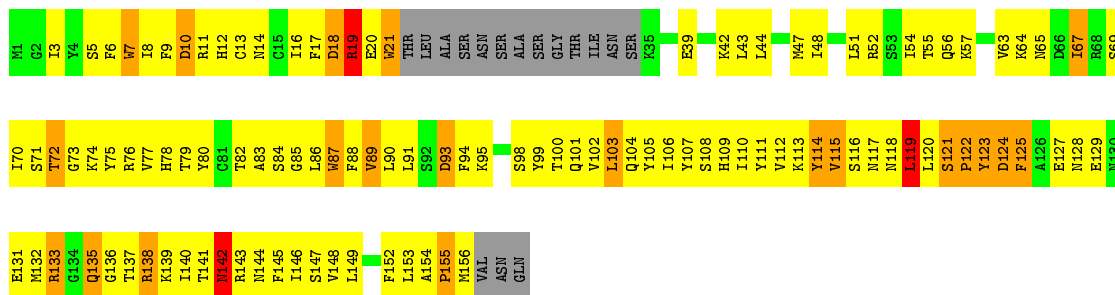 M1 G2 I3 Y4 S5 F6 W7 I8 F9 D10 R11 H12 C13 N14 C15 I16 F17 D18 R19 E20 W21 THR LEU ALA SER ASN SER ALA SER GLY THR ILE ASN SER K35 E39 K42 L43 L44 M47 I48 L51 R52 S53 I54 T55 Q56 K57 V63 K64 N65 D66 I67 R68 S69
I70 S71 T72 G73 K74 Y75 R76 V77 H78 T79 Y80 C81 T82 A83 S84 G85 L86 W87 F88 V89 L90 L91 S92 D93 F94 K95 S98 Y99 T100 Q101 V102 L103 Q104 Y105 I106 Y107 S108 H109 I110 Y111 V112 K113 Y114 V115 S116 N117 N118 L119 L120 S121 P122 Y123 D124 F125 A126 E127 N128 E129 N130
E131 M132 R133 G134 Q135 G136 T137 R138 K139 I140 T141 N142 R143 N144 F145 I146 S147 V148 L149 F152 L153 A154 P155 M156 VAL ASN GLN